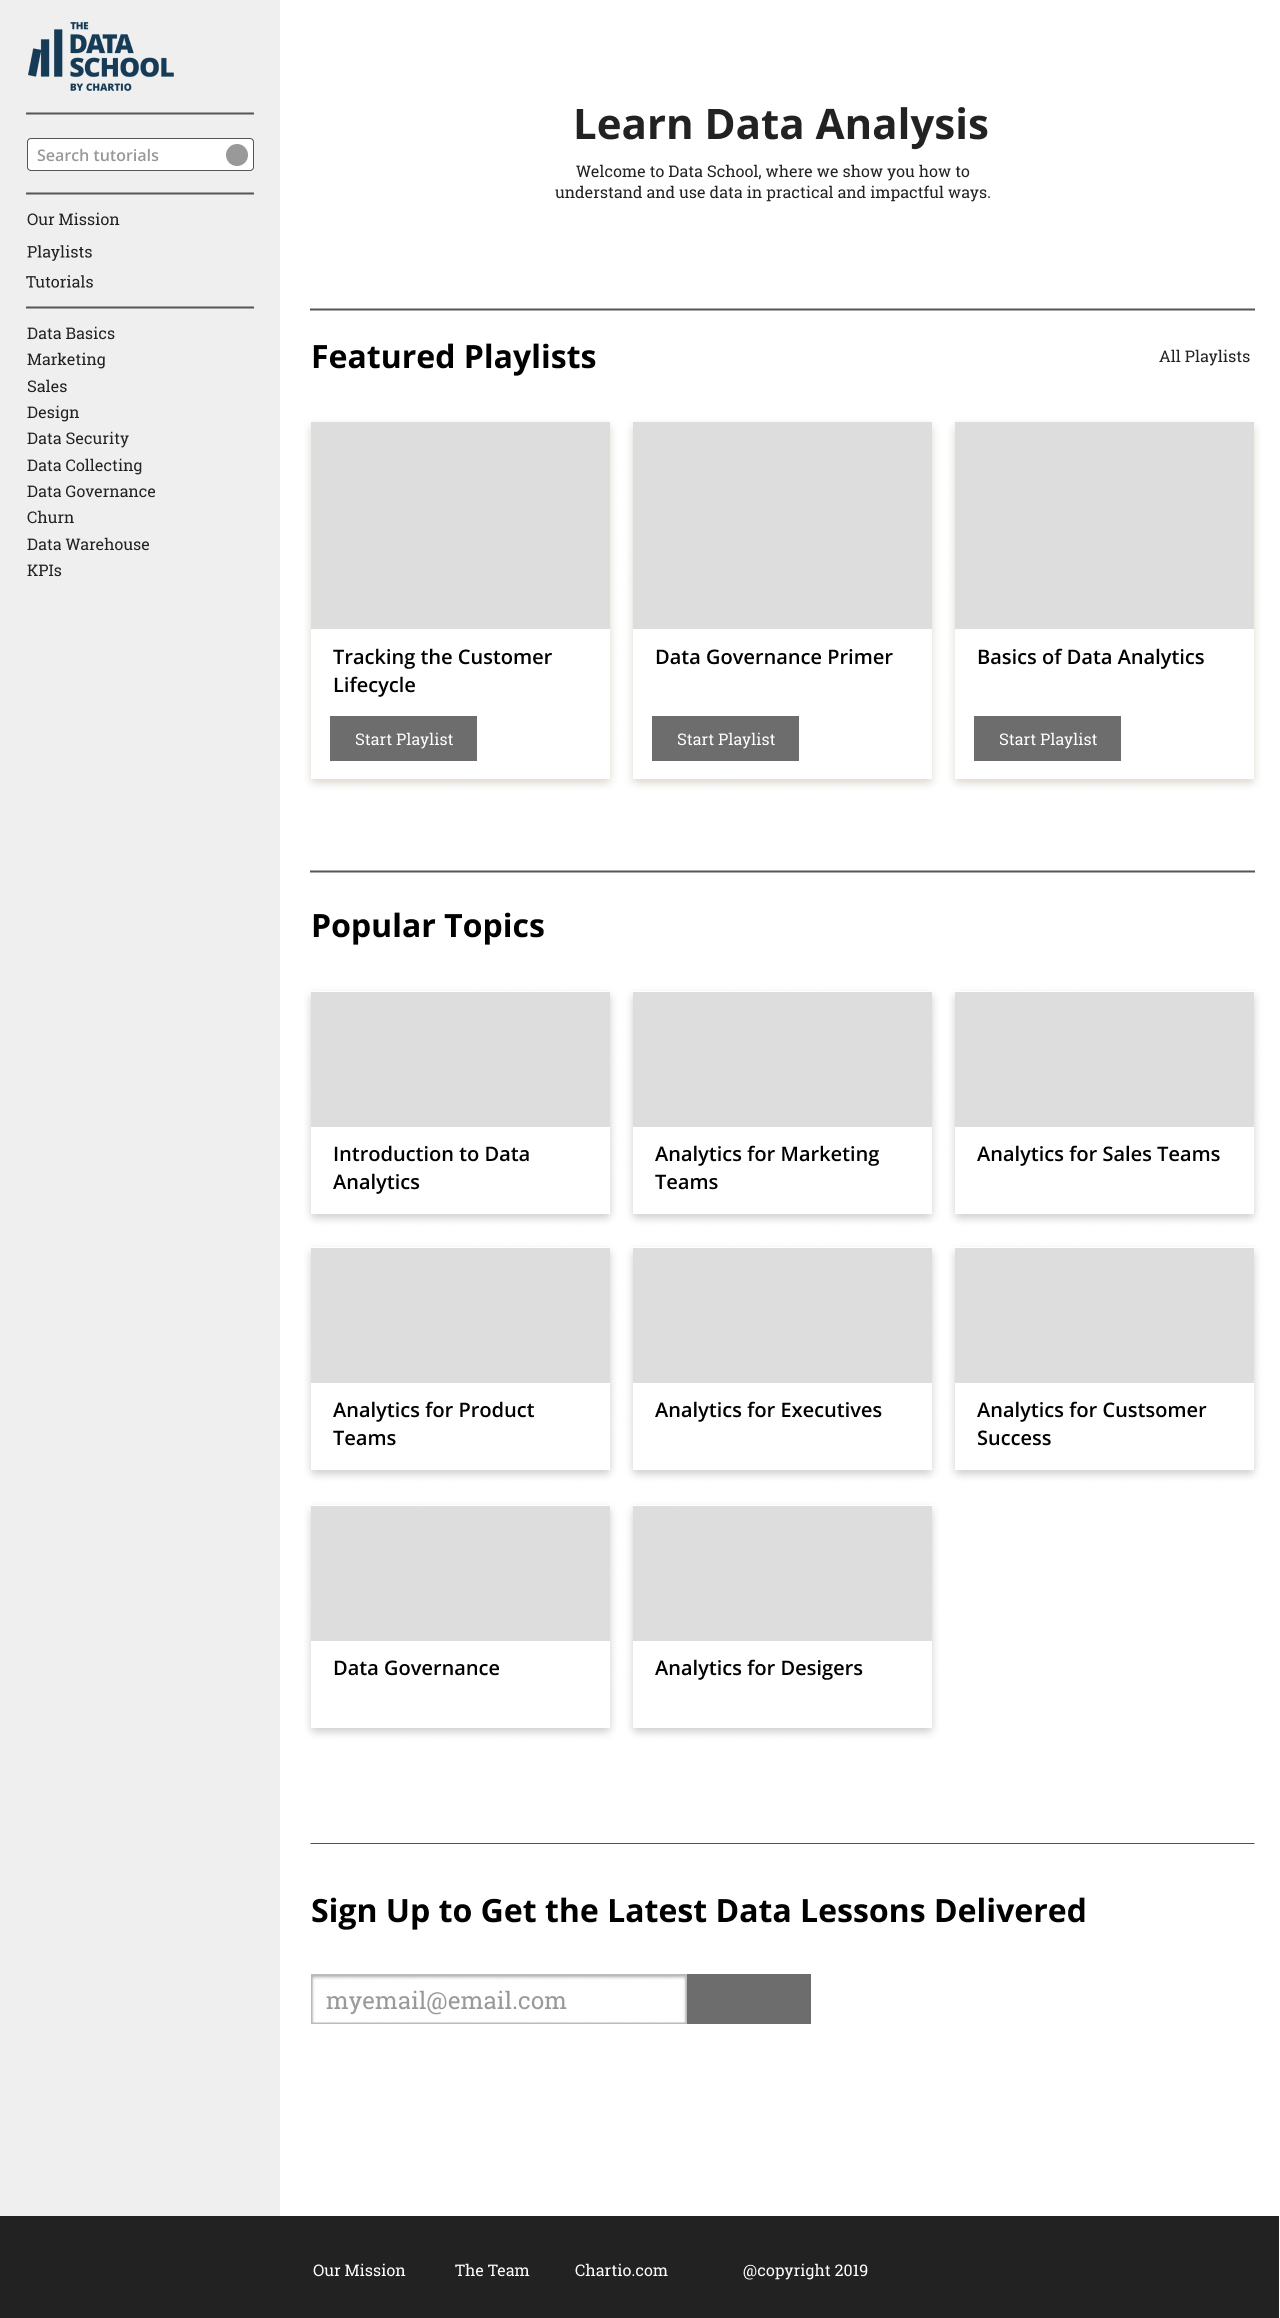 THE
DATA
SCHOOL
BY CHARTIO
Search tutorials
Our Mission
Playlists
Tutorials
Data Basics
Marketing
Sales
Design
Data Security
Data Collecting
Data Governance
Churn
Data Warehouse
KPIs
Learn Data Analysis
Welcome to Data School, where we show you how to
understand and use data in practical and impactful ways.
Featured Playlists
All Playlists
Tracking the Customer
Lifecycle
Start Playlist
Data Governance Primer
Start Playlist
Basics of Data Analytics
Start Playlist
Popular Topics
Introduction to Data
Analytics
Analytics for Marketing
Teams
Analytics for Sales Teams
Analytics for Product
Teams
Analytics for Executives
Analytics for Custsomer
Success
Data Governance
Analytics for Desigers
Sign Up to Get the Latest Data Lessons Delivered
myemail@email.com
Our Mission
The Team
Chartio.com
@copyright 2019